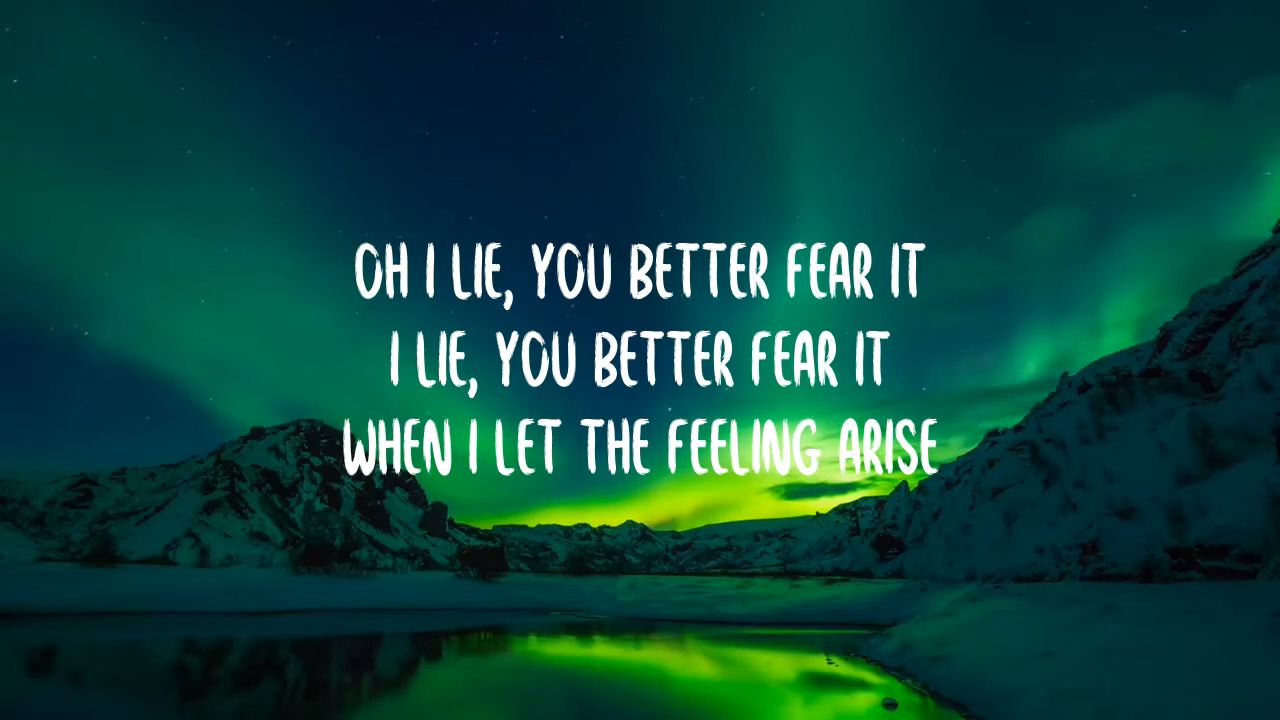 OH I LIE, YOU BETTER FEAR IT
I LIE, YOU BETTER FEAR IT
WHEN I LET THE FEELING ARISE